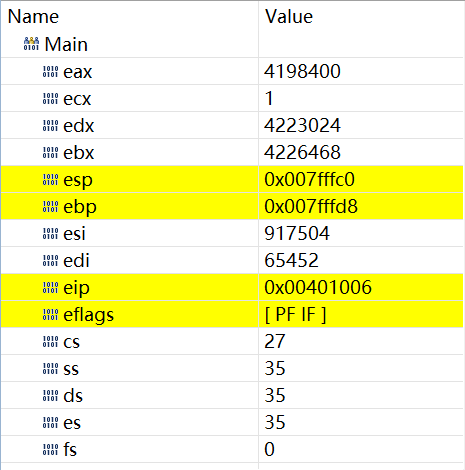 Name Value
Main
eax 4198400
ecx 1
edx 4223024
ebx 4226468
esp 0x007fffc0
ebp 0x007fffd8
esi 917504
edi 65452
eip 0x00401006
eflags [ PF IF ]
cs 27
ss 35
ds 35
es 35
fs 0